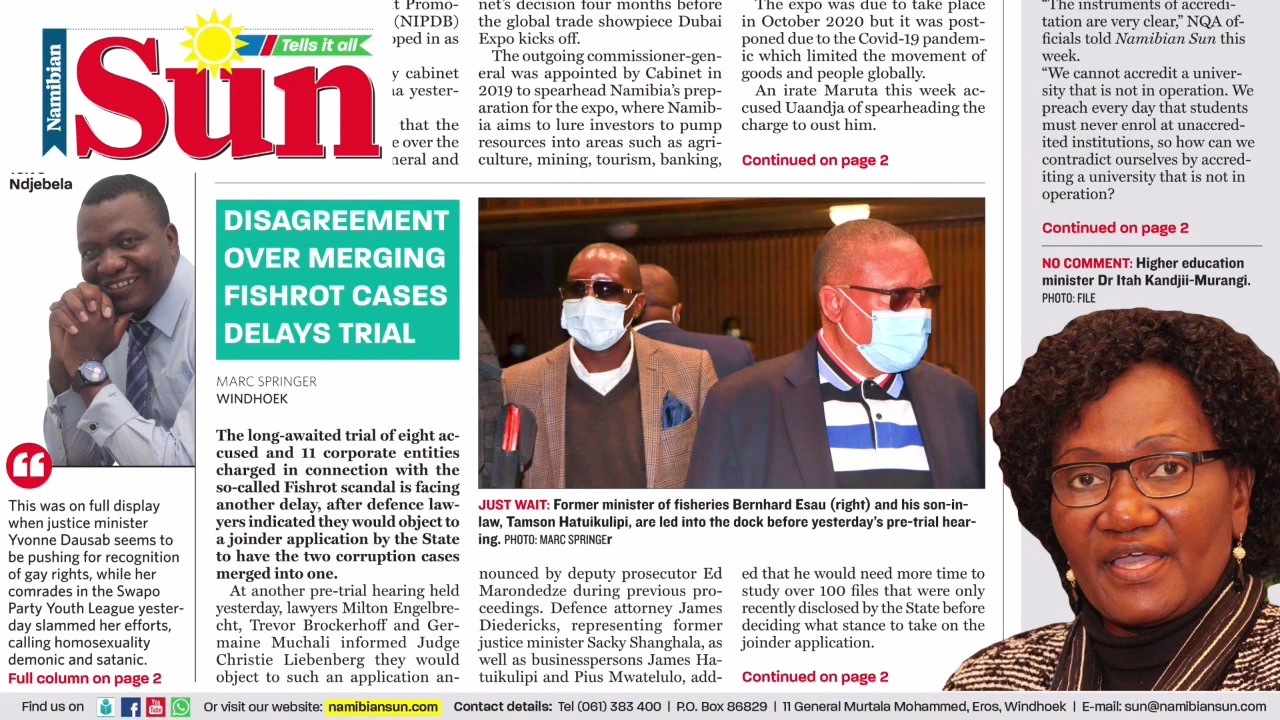 Namibian
Sun
Tells it all
t Promo-
(NIPDB)
pped in as
y cabinet
na yester-
that the
e over the
neral and
net's decision four months before
the global trade showpiece Dubai
Expo kicks off.
The outgoing commissioner-gen-
eral was appointed by Cabinet in
2019 to spearhead Namibia's prep-
aration for the expo, where Namib-
ia aims to lure investors to pump
resources into areas such as agri-
culture, mining, tourism, banking,
The expo was due to take place
in October 2020 but it was post-
poned due to the Covid-19 pandem-
ic which limited the movement of
goods and people globally.
An irate Maruta this week ac-
cused Uaandja of spearheading the
charge to oust him.
Continued on page 2
"The instruments of accredi-
tation are very clear," NQA of-
ficials told Namibian Sun this
week.
"We cannot accredit a univer-
sity that is not in operation. We
preach every day that students
must never enrol at unaccred-
ited institutions, so how can we
contradict ourselves by accred-
iting a university that is not in
operation?
Continued on page 2
NO COMMENT: Higher education
minister Dr Itah Kandjii-Murangi.
PHOTO: FILE
Ndjebela
This was on full display
when justice minister
Yvonne Dausab seems to
be pushing for recognition
of gay rights, while her
comrades in the Swapo
Party Youth League yester-
day slammed her efforts,
calling homosexuality
demonic and satanic.
Full column on page 2
DISAGREEMENT
OVER MERGING
FISHROT CASES
DELAYS TRIAL
MARC SPRINGER
WINDHOEK
The long-awaited trial of eight ac-
cused and 11 corporate entities
charged in connection with the
so-called Fishrot scandal is facing
another delay, after defence law-
yers indicated they would object to
a joinder application by the State
to have the two corruption cases
merged into one.
At another pre-trial hearing held
yesterday, lawyers Milton Engelbre-
cht, Trevor Brockerhoff and Ger-
maine Muchali informed Judge
Christie Liebenberg they would
object to such an application an-
JUST WAIT: Former minister of fisheries Bernhard Esau (right) and his son-in-
law, Tamson Hatuikulipi, are led into the dock before yesterday's pre-trial hear-
ing. PHOTO: MARC SPRINGEr
nounced by deputy prosecutor Ed
Marondedze during previous pro-
ceedings. Defence attorney James
Diedericks, representing former
justice minister Sacky Shanghala, as
well as businesspersons James Ha-
tuikulipi and Pius Mwatelulo, add-
ed that he would need more time to
study over 100 files that were only
recently disclosed by the State before
deciding what stance to take on the
joinder application.
Continued on page 2
Find us on
Or visit our website: namibiansun.com
Contact details: Tel (091) 383 400 | P.O. Box 86829 | 11 General Murtala Mohammed, Eros, Windhoek | E-mail: sun@namibiansun.com